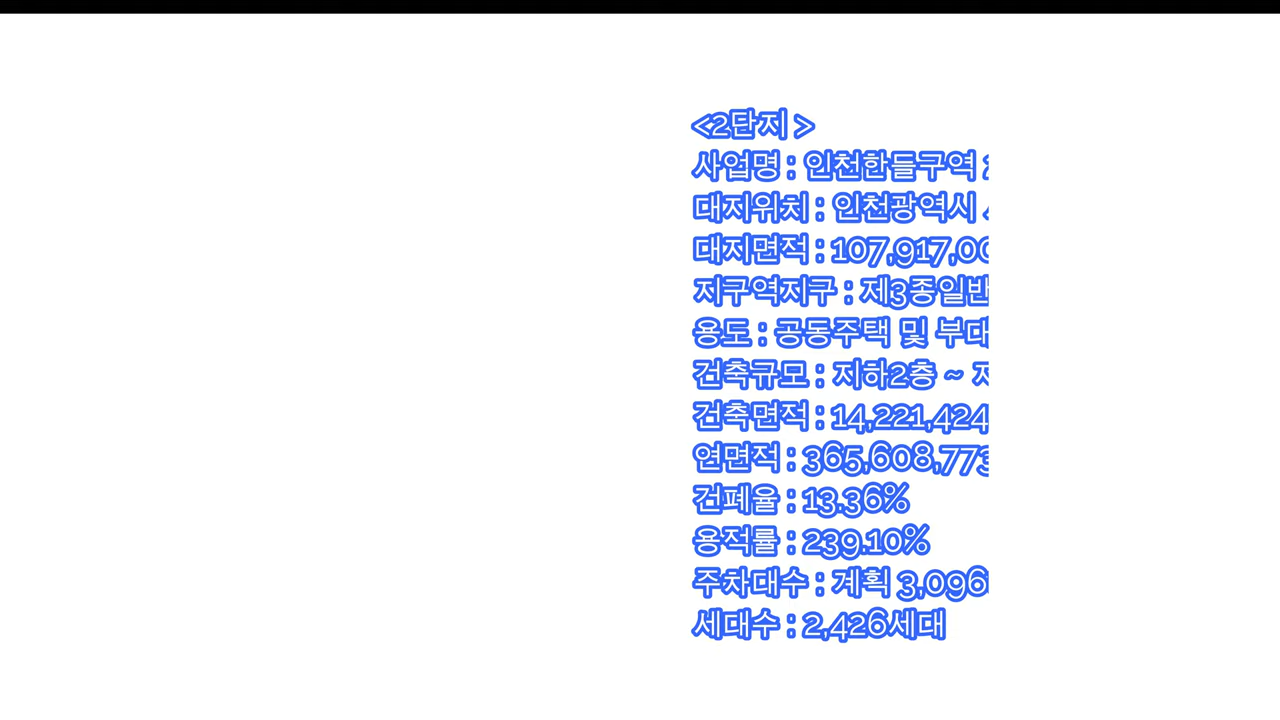 <2단지 >
사업명 : 인천한들구역
대지위치 : 인천광역시
대지면적 : 107,917,00
지구역지구 : 제3종일반
용도 : 공동주택 및 부대
건축규모 : 지하2층 ~
건축면적 : 14,221,424
연면적 : 365,608,773
건폐율 : 13.36%
용적률 : 239.10%
주차대수 : 계획 3,096
세대수 : 2,426세대